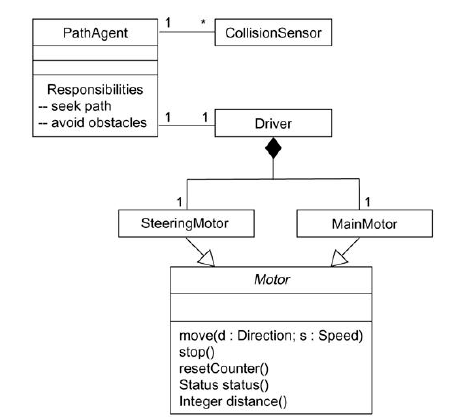 PathAgent
1
*
CollisionSensor
Responsibilities
-- seek path
-- avoid obstacles
1
1
Driver
1
1
SteeringMotor
MainMotor
Motor
move(d : Direction; s : Speed)
stop()
resetCounter()
Status status()
Integer distance()